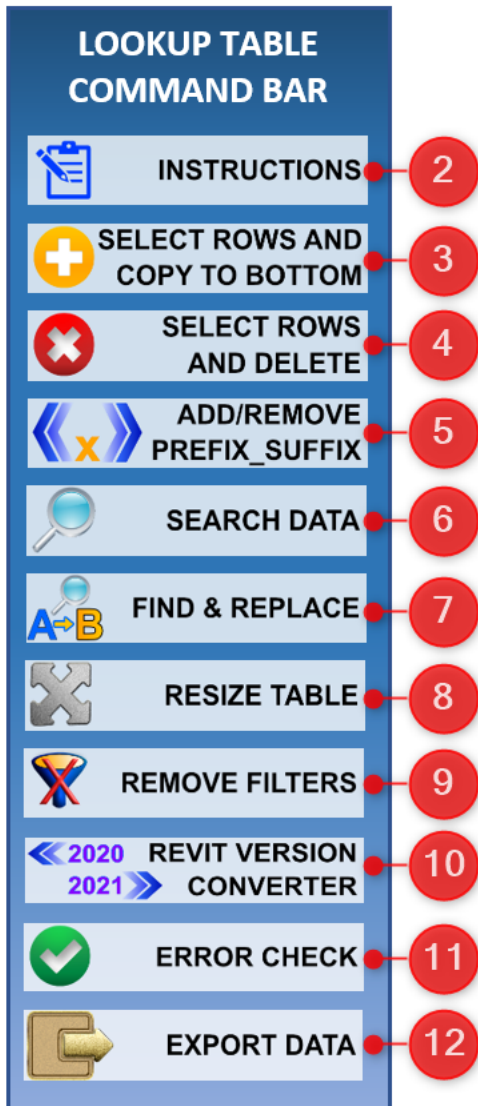 LOOKUP TABLE
COMMAND BAR
INSTRUCTIONS 2
SELECT ROWS AND
COPY TO BOTTOM 3
SELECT ROWS
AND DELETE 4
x ADD/REMOVE
PREFIX_SUFFIX 5
SEARCH DATA 6
A B FIND & REPLACE 7
RESIZE TABLE 8
REMOVE FILTERS 9
2020 REVIT VERSION
2021 CONVERTER 10
ERROR CHECK 11
EXPORT DATA 12